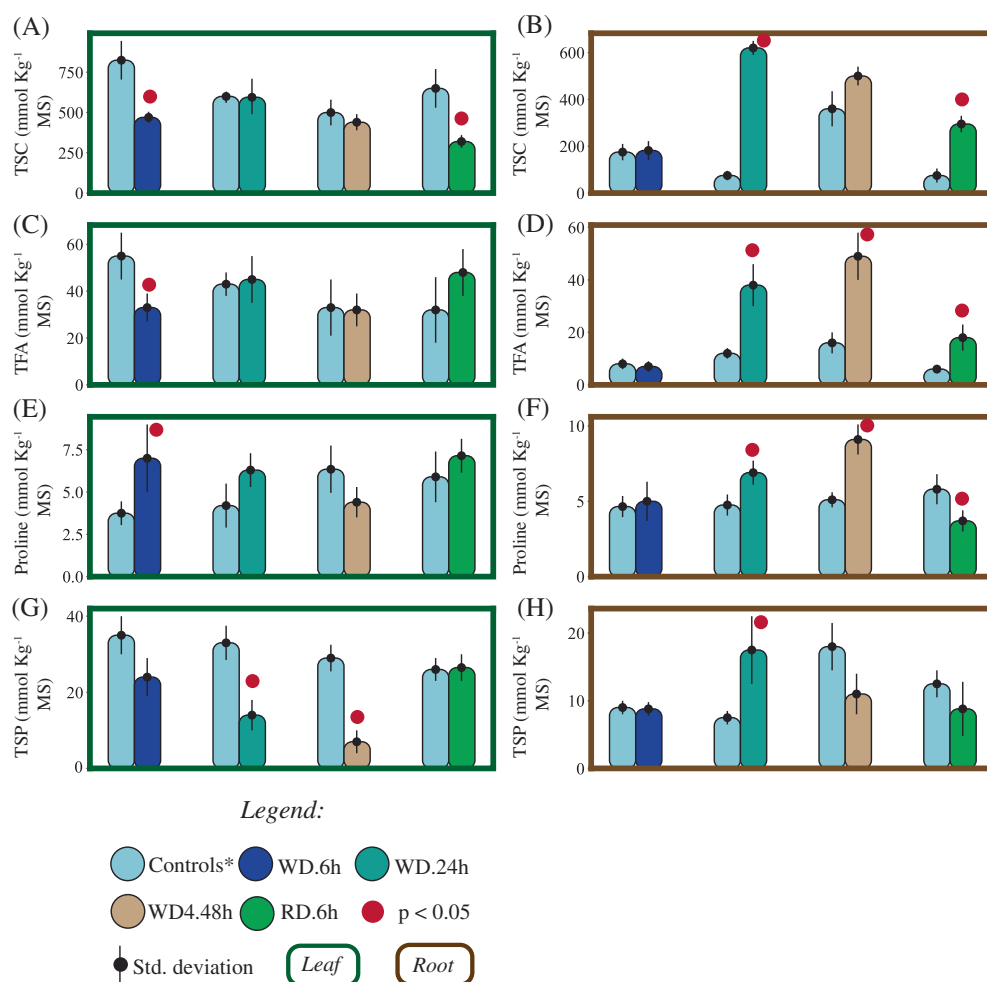 (A)
TSC (mmol Kg-1
MS)
750
500
250
0
(B)
TSC (mmol Kg-1
MS)
600
400
200
0
(C)
TFA (mmol Kg-1
MS)
60
40
20
0
(D)
TFA (mmol Kg-1
MS)
60
40
20
0
(E)
Proline (mmol Kg-1
MS)
7.5
5.0
2.5
0.0
(F)
Proline (mmol Kg-1
MS)
10
5
0
(G)
TSP (mmol Kg-1
MS)
40
20
0
(H)
TSP (mmol Kg-1
MS)
20
10
0
Legend:
Controls* WD.6h WD.24h
WD4.48h RD.6h p < 0.05
Std. deviation Leaf Root